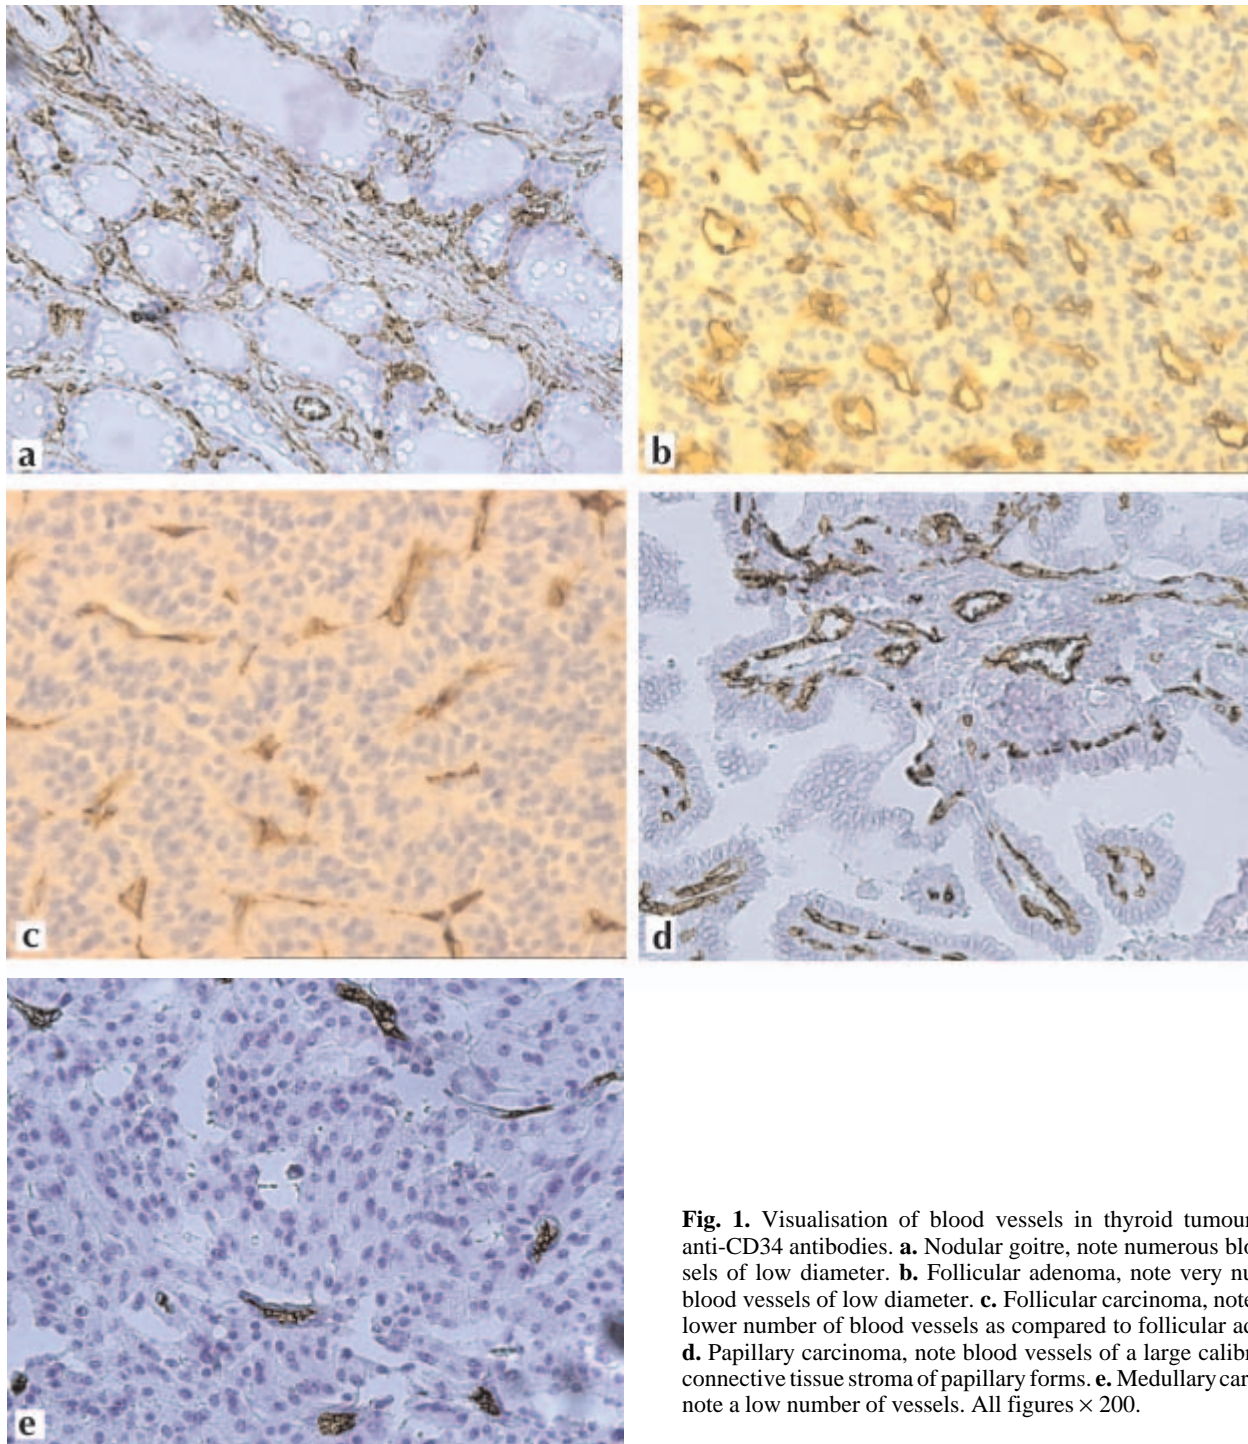 a
b
c
d
e
Fig. 1. Visualisation of blood vessels in thyroid tumour
anti-CD34 antibodies. a. Nodular goitre, note numerous blo
sels of low diameter. b. Follicular adenoma, note very nu
blood vessels of low diameter. c. Follicular carcinoma, note
lower number of blood vessels as compared to follicular ad
d. Papillary carcinoma, note blood vessels of a large calibr
connective tissue stroma of papillary forms. e. Medullary car
note a low number of vessels. All figures × 200.